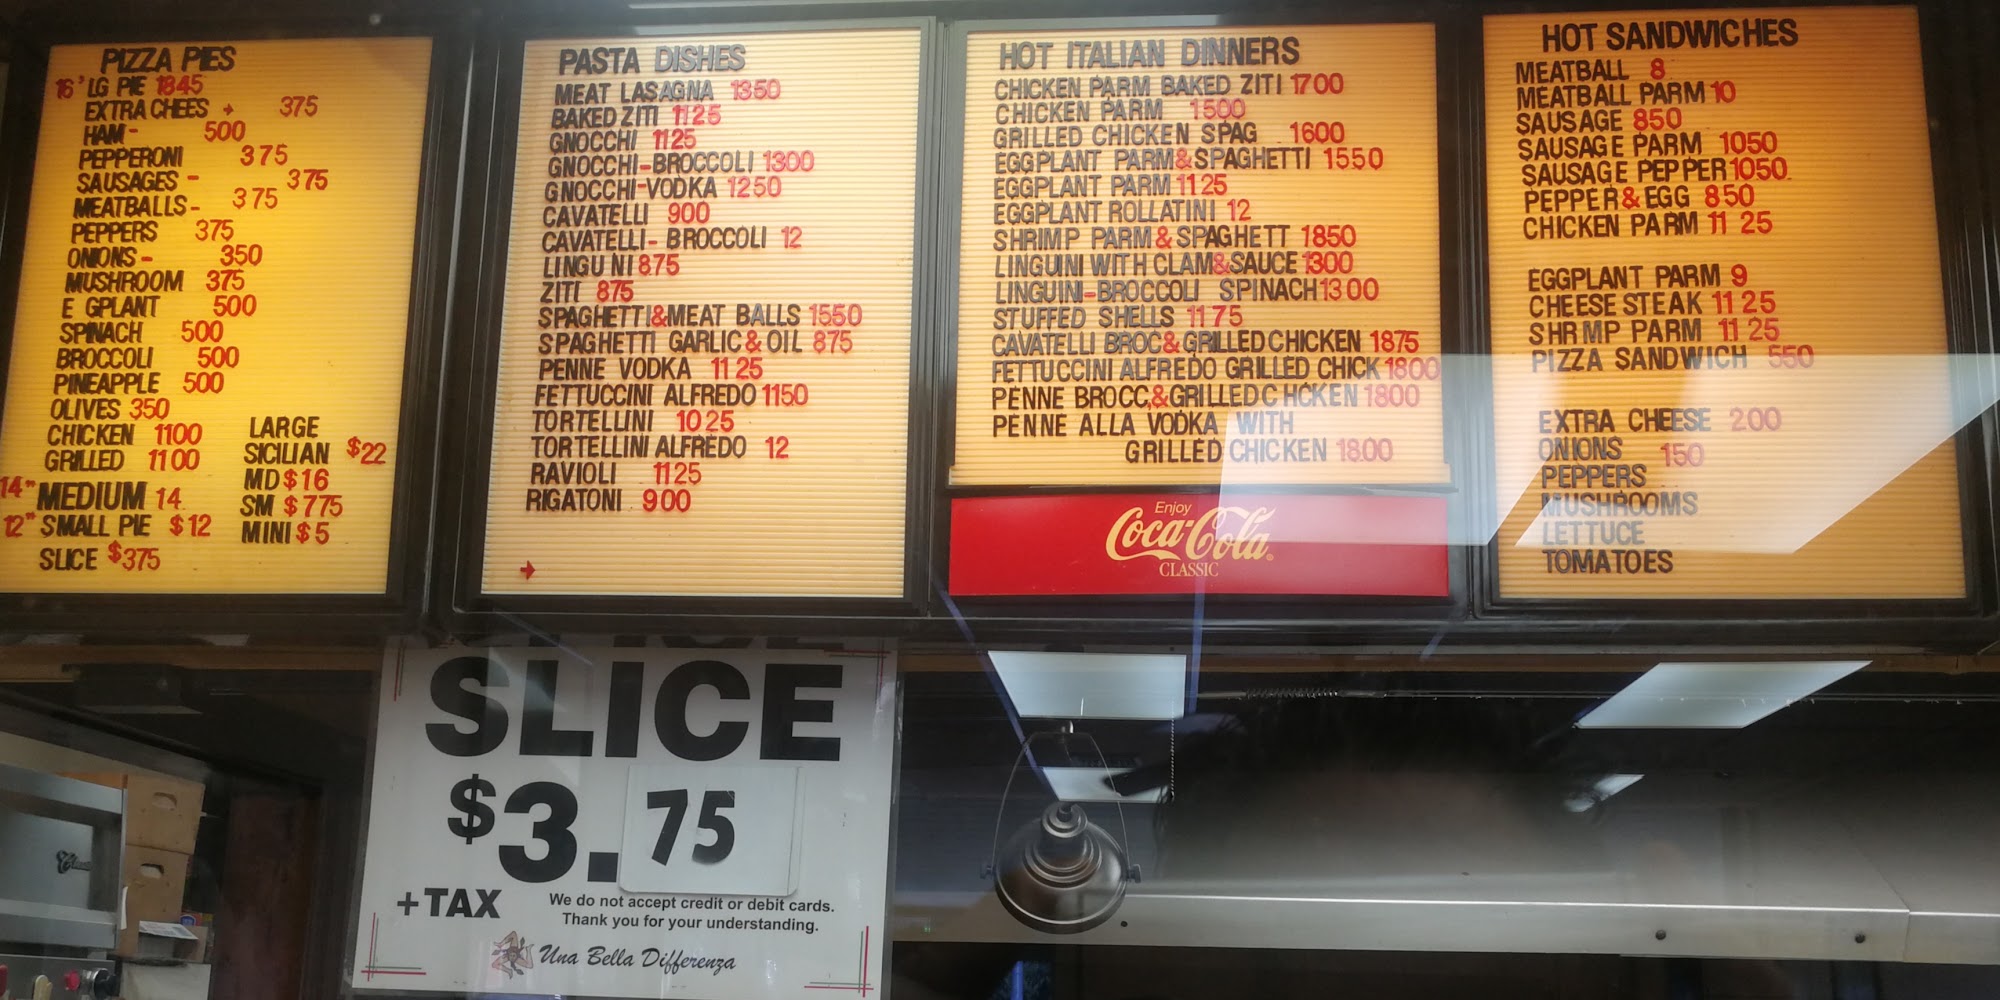 PIZZA PIES
16' LG PIE 1845
EXTRA CHEES + 375
HAM- 500
PEPPERONI 375
SAUSAGES - 375
MEATBALLS- 375
PEPPERS 375
ONIONS- 350
MUSHROOM 375
E GPLANT 500
SPINACH 500
BROCCOLI 500
PINEAPPLE 500
OLIVES 350
CHICKEN 1100
GRILLED 1100
14" MEDIUM 14
12" SMALL PIE $12
SLICE $375
LARGE
SICILIAN $22
MD $16
SM $775
MINI $5
PASTA DISHES
MEAT LASAGNA 1350
BAKED ZITI 1125
GNOCCHI 1125
GNOCCHI-BROCCOLI 1300
GNOCCHI-VODKA 1250
CAVATELLI 900
CAVATELLI- BROCCOLI 12
LINGU NI 875
ZITI 875
SPAGHETTI&MEAT BALLS 1550
SPAGHETTI GARLIC & OIL 875
PENNE VODKA 1125
FETTUCCINI ALFREDO 1150
TORTELLINI 1025
TORTELLINI ALFREDO 12
RAVIOLI 1125
RIGATONI 900
HOT ITALIAN DINNERS
CHICKEN PARM BAKED ZITI 1700
CHICKEN PARM 1500
GRILLED CHICKEN SPAG 1600
EGGPLANT PARM&SPAGHETTI 1550
EGGPLANT PARM 1125
EGGPLANT ROLLATINI 12
SHRIMP PARM & SPAGHETT 1850
LINGUINI WITH CLAM&SAUCE 1300
LINGUINI-BROCCOLI SPINACH 1300
STUFFED SHELLS 1175
CAVATELLI BROC&GRILLED CHICKEN 1875
FETTUCCINI ALFREDO GRILLED CHICK 1800
PENNE BROCC,&GRILLED C HCKEN 1800
PENNE ALLA VODKA WITH
GRILLED CHICKEN 1800
Enjoy
Coca-Cola
CLASSIC
HOT SANDWICHES
MEATBALL 8
MEATBALL PARM 10
SAUSAGE 850
SAUSAGE PARM 1050
SAUSAGE PEPPER 1050
PEPPER & EGG 850
CHICKEN PARM 11 25
EGGPLANT PARM 9
CHEESE STEAK 11 25
SHR MP PARM 11 25
PIZZA SANDWICH 550
EXTRA CHEESE 200
ONIONS 150
PEPPERS
MUSHROOMS
LETTUCE
TOMATOES
SLICE
$3.75
+TAX
We do not accept credit or debit cards.
Thank you for your understanding.
Una Bella Differenza